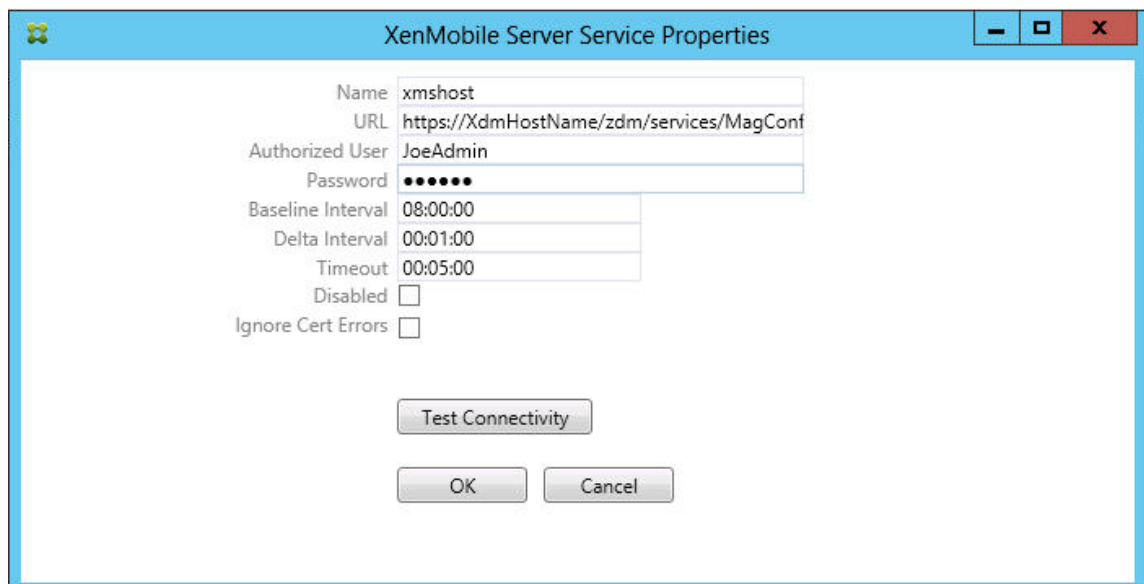 XenMobile Server Service Properties
Name xmshost
URL https://XdmHostName/zdm/services/MagConf
Authorized User JoeAdmin
Password ●●●●●●
Baseline Interval 08:00:00
Delta Interval 00:01:00
Timeout 00:05:00
Disabled
Ignore Cert Errors
Test Connectivity
OK Cancel